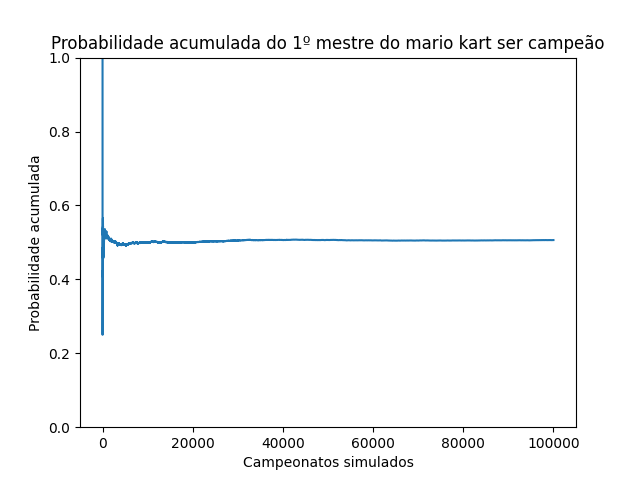 Probabilidade acumulada do 1º mestre do mario kart ser campeão
1.0
0.8
0.6
0.4
0.2
0.0
Probabilidade acumulada
0 20000 40000 60000 80000 100000
Campeonatos simulados